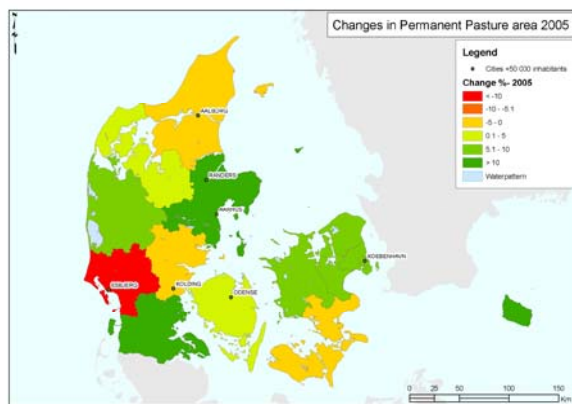 Changes in Permanent Pasture area 2005
Legend
Cities >50 000 inhabitants
Change %- 2005
< -10
-10 - -5.1
-5 - 0
0.1 - 5
5.1 - 10
> 10
Waterpattern
AALBORG
RANDERS
AARHUS
KOEBENHAVN
ESBJERG
KOLDING
ODENSE
0 25 50 100 150
Km